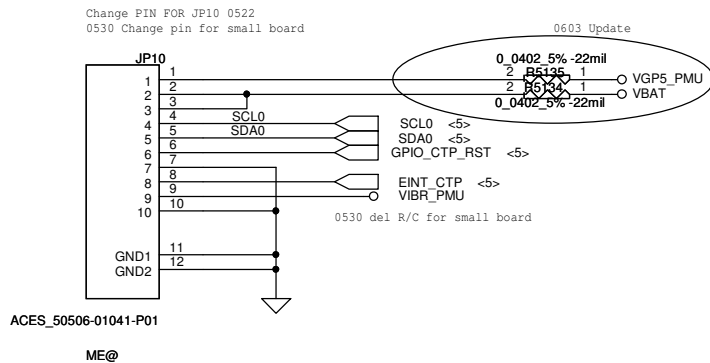 Change PIN FOR JP10 0522
0530 Change pin for small board
0603 Update
JP10
0_0402_5% -22mil
1 1 2 R5135 1 VGP5_PMU
2 2 2 R5134 1 VBAT
3 3 0_0402_5% -22mil
4 4 SCL0 SCL0 <5>
5 5 SDA0 SDA0 <5>
6 6 GPIO_CTP_RST <5>
7 7
8 8 EINT_CTP <5>
9 9 VIBR_PMU
10 10
0530 del R/C for small board
GND1 11
GND2 12
ACES_50506-01041-P01
ME@